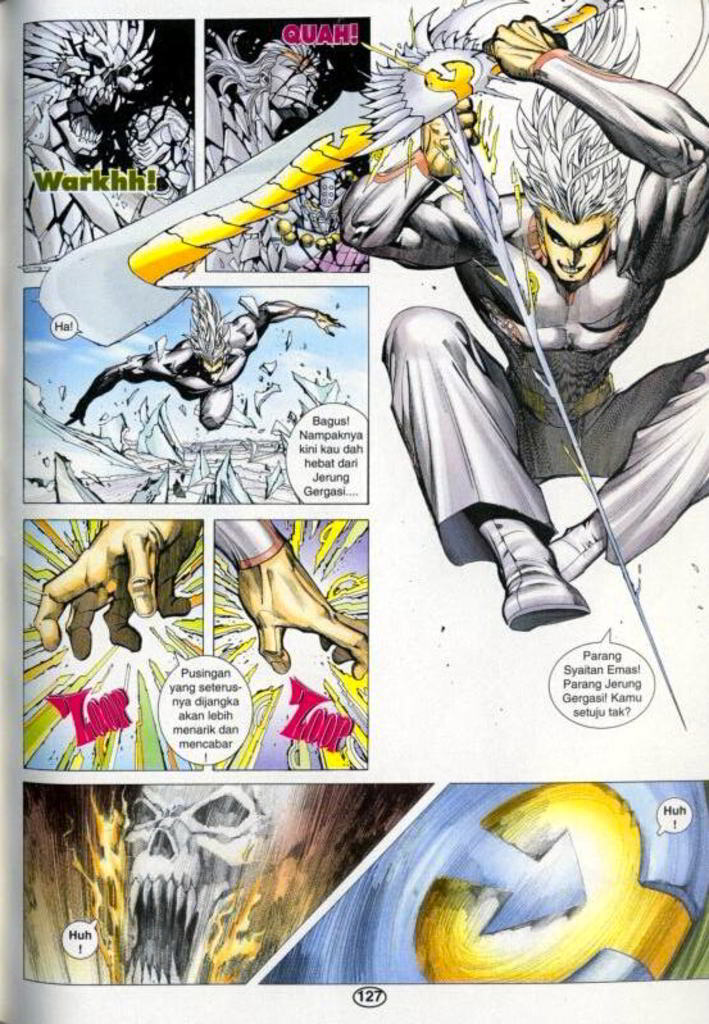 QUAH!
Warkhh!
Ha!
Bagus!
Nampaknya
kini kau dah
hebat dari
Jerung
Gergasi....
Pusingan
yang seterus-
nya dijangka
akan lebih
menarik dan
mencabar
!
ZOOP
ZOOP
Parang
Syaitan Emas!
Parang Jerung
Gergasi! Kamu
setuju tak?
Huh
!
Huh
!
127